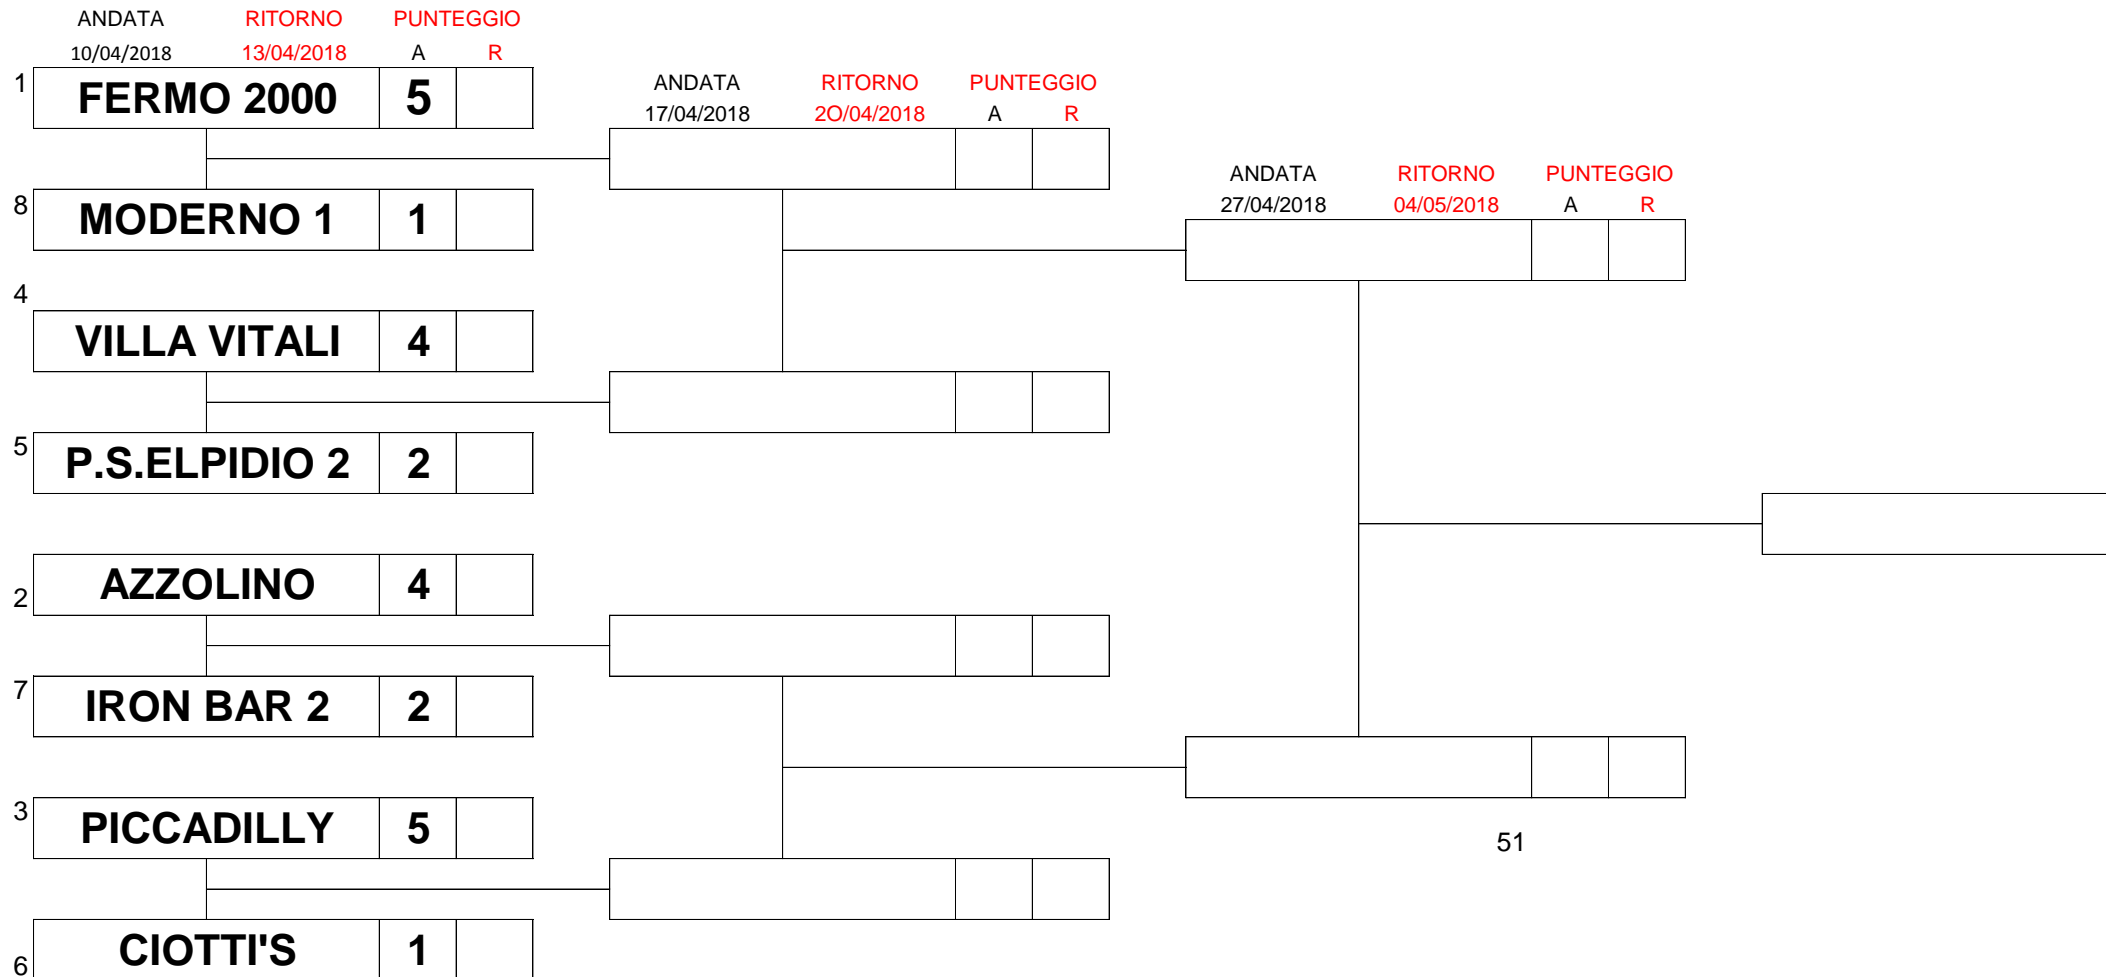 ANDATA RITORNO PUNTEGGIO
10/04/2018 13/04/2018 A R
1 FERMO 2000 5
ANDATA RITORNO PUNTEGGIO
17/04/2018 2O/04/2018 A R
8 MODERNO 1 1
ANDATA RITORNO PUNTEGGIO
27/04/2018 04/05/2018 A R
4
VILLA VITALI 4
5 P.S.ELPIDIO 2 2
2 AZZOLINO 4
7 IRON BAR 2 2
3 PICCADILLY 5
51
6 CIOTTI'S 1